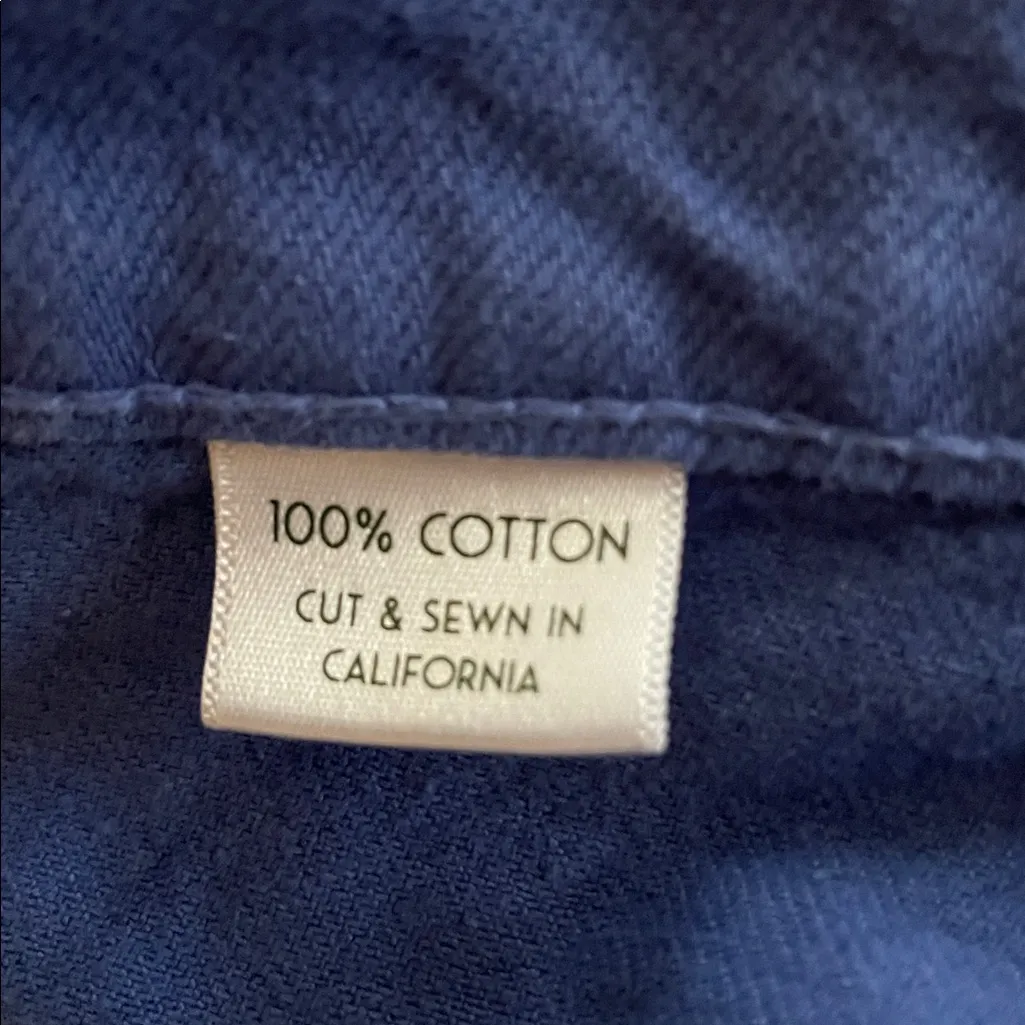 100% COTTON
CUT & SEWN IN
CALIFORNIA